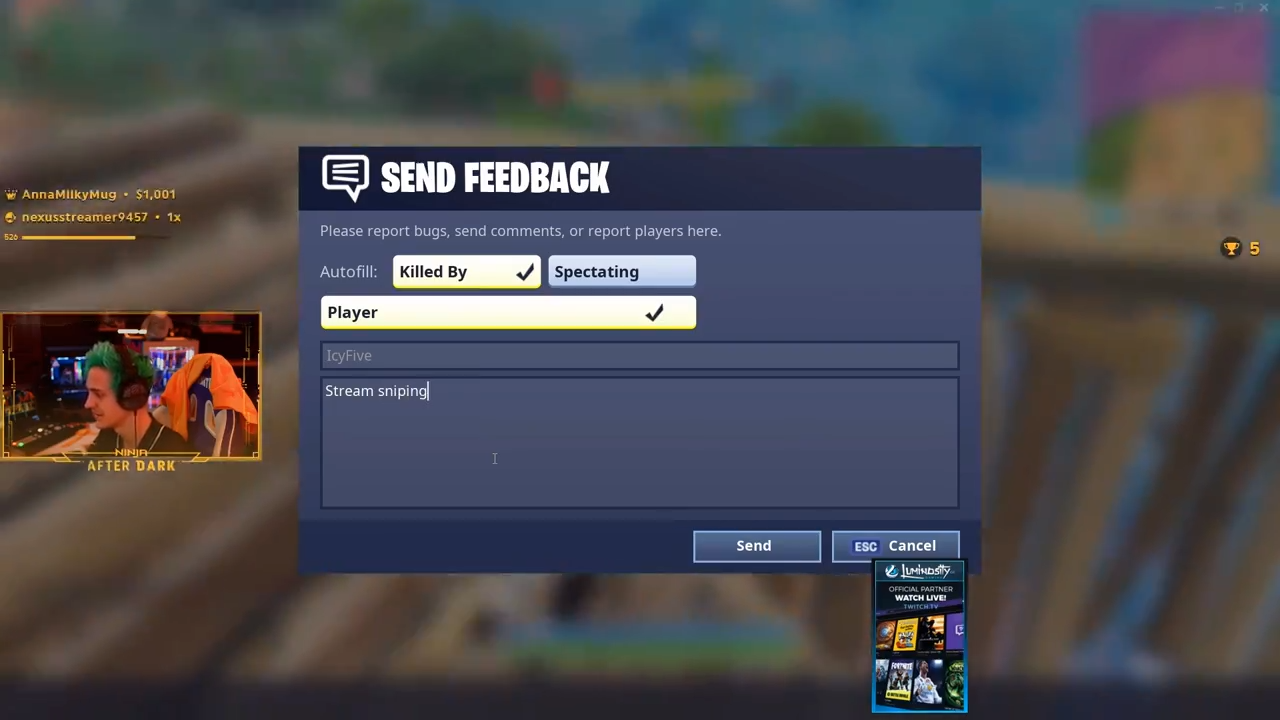 SEND FEEDBACK
Please report bugs, send comments, or report players here.
Autofill: Killed By Spectating
Player
IcyFive
Stream sniping
Send
ESC Cancel
AnnaMilkyMug • $1,001
nexusstreamer9457 • 1x
526
5
NINJA
AFTER DARK
LUMINOSITY
OFFICIAL PARTNER
WATCH LIVE!
TWITCH.TV
FORTNITE